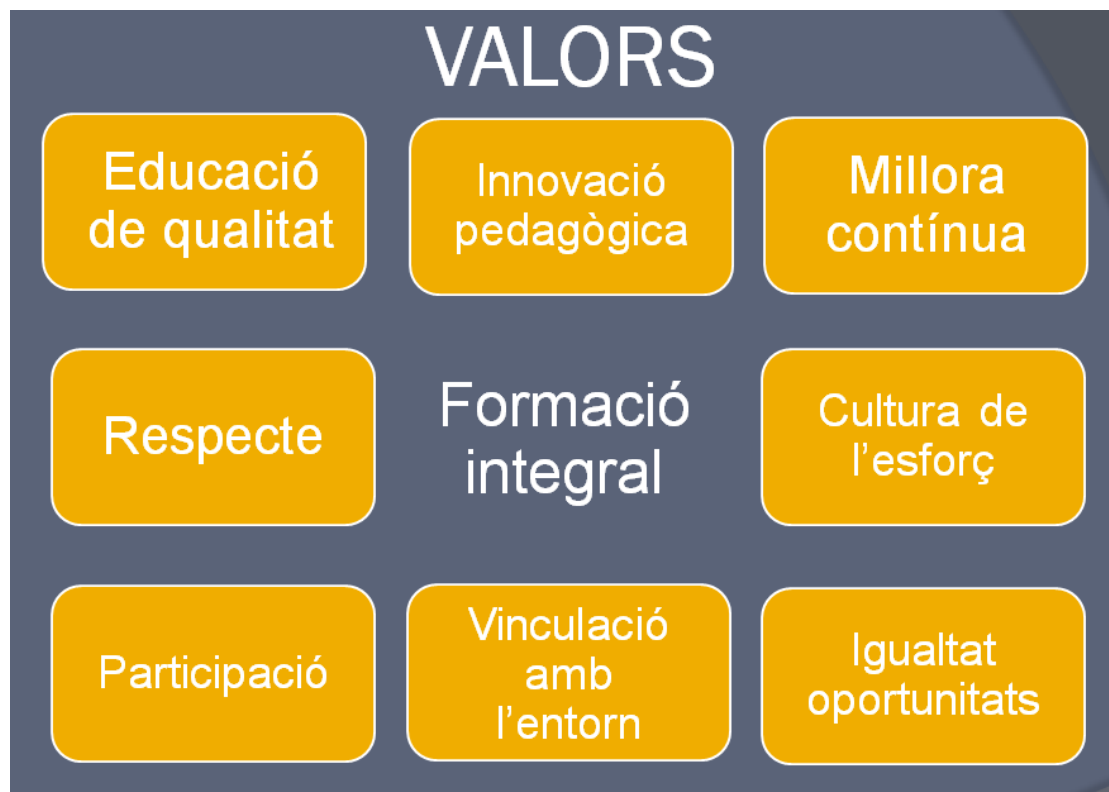 VALORS
Educació
de qualitat
Innovació
pedagògica
Millora
contínua
Respecte
Formació
integral
Cultura de
l’esforç
Participació
Vinculació
amb
l’entorn
Igualtat
oportunitats